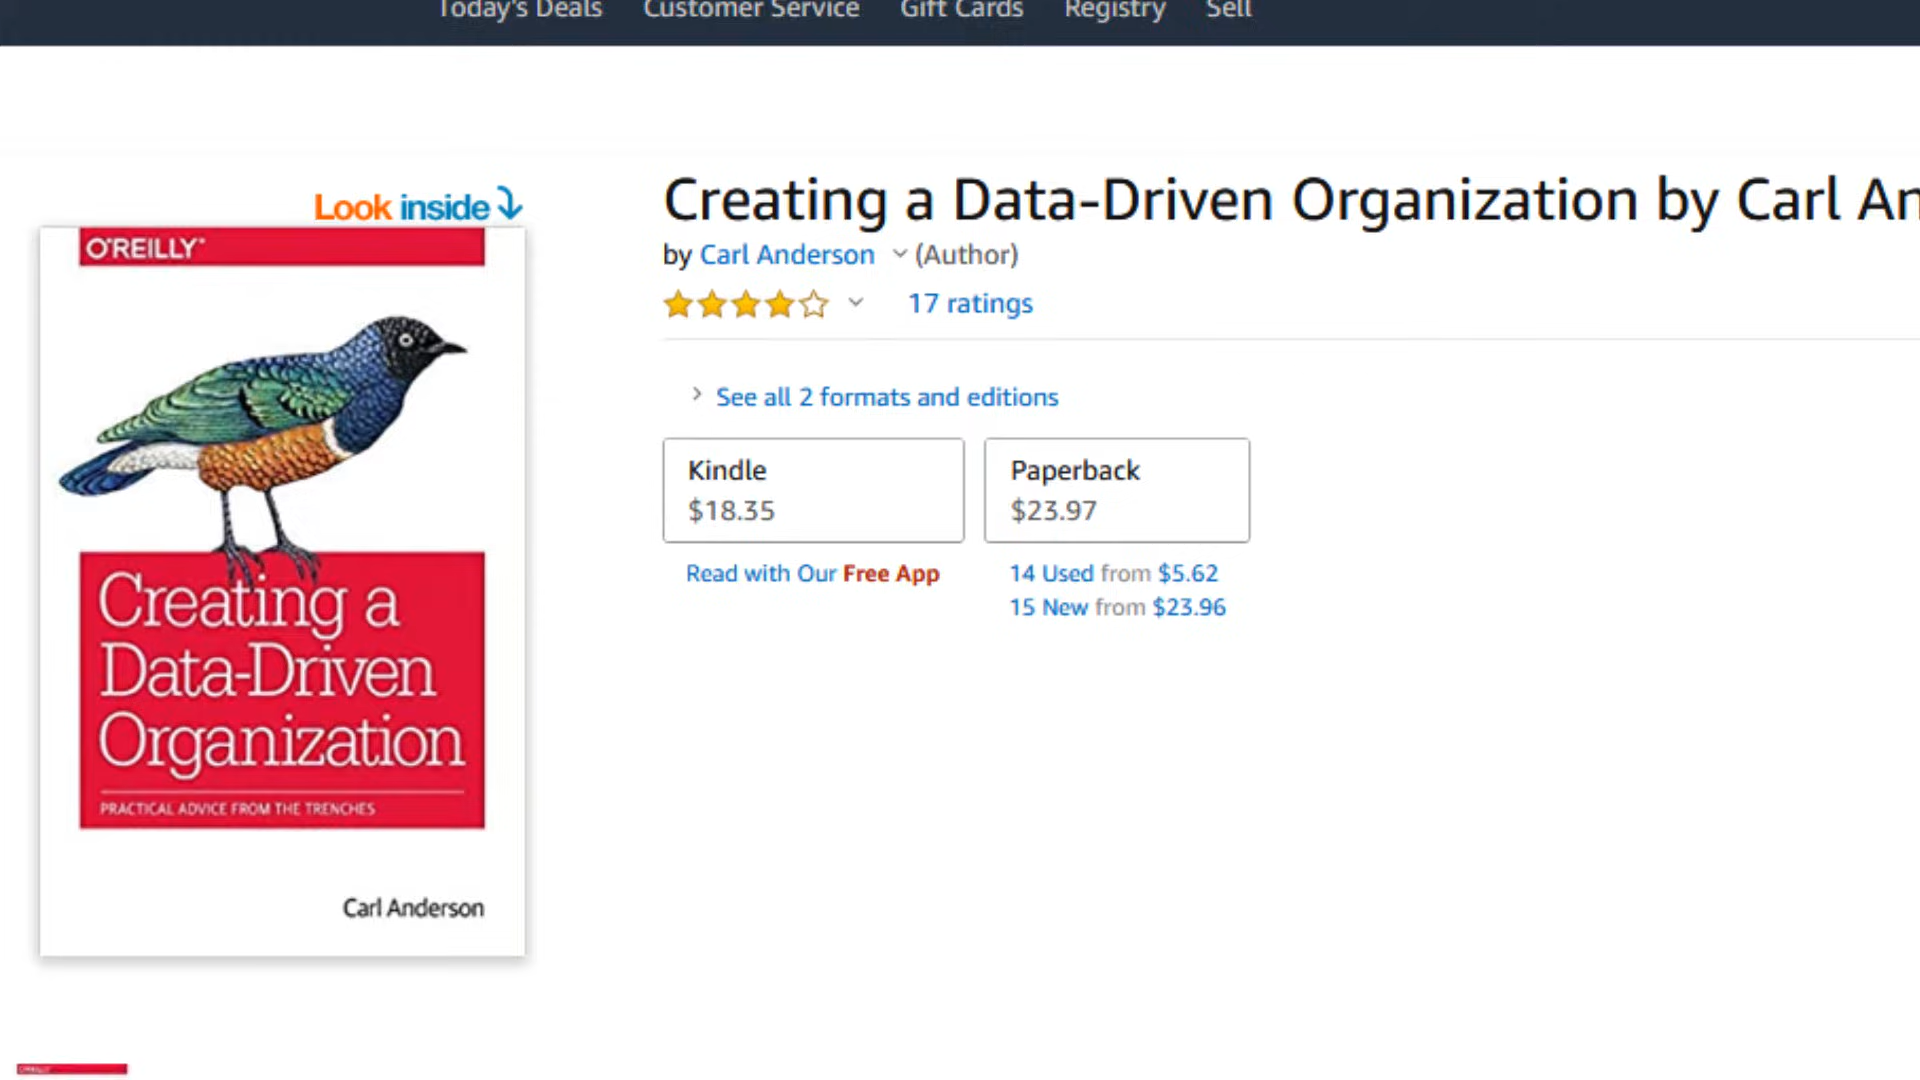 Today's Deals Customer Service Gift Cards Registry Sell
Look inside
O'REILLY®
Creating a
Data-Driven
Organization
PRACTICAL ADVICE FROM THE TRENCHES
Carl Anderson
Creating a Data-Driven Organization by Carl An
by Carl Anderson (Author)
17 ratings
See all 2 formats and editions
Kindle
$18.35
Read with Our Free App
Paperback
$23.97
14 Used from $5.62
15 New from $23.96